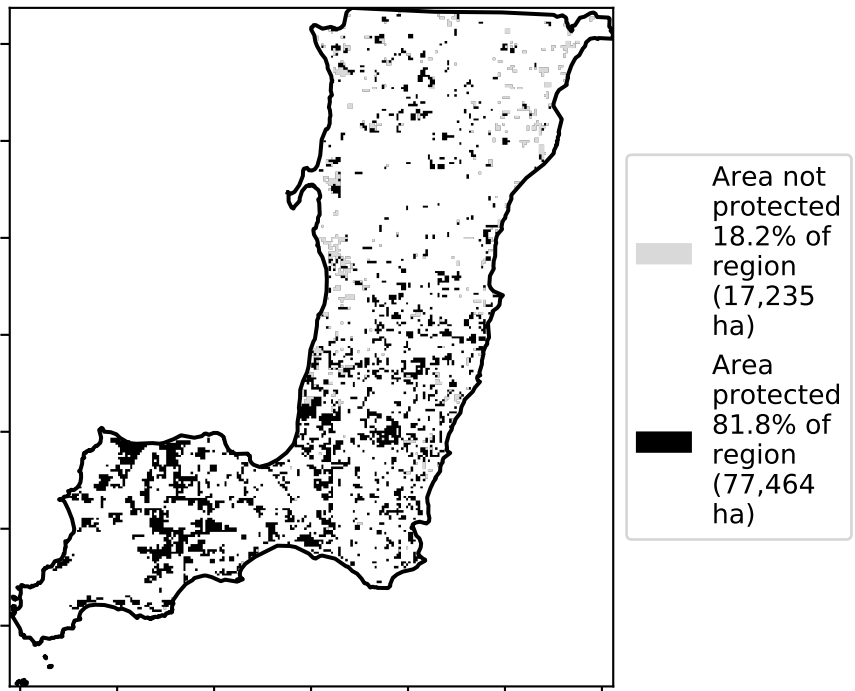 Area not
protected
18.2% of
region
(17,235
ha)
Area
protected
81.8% of
region
(77,464
ha)